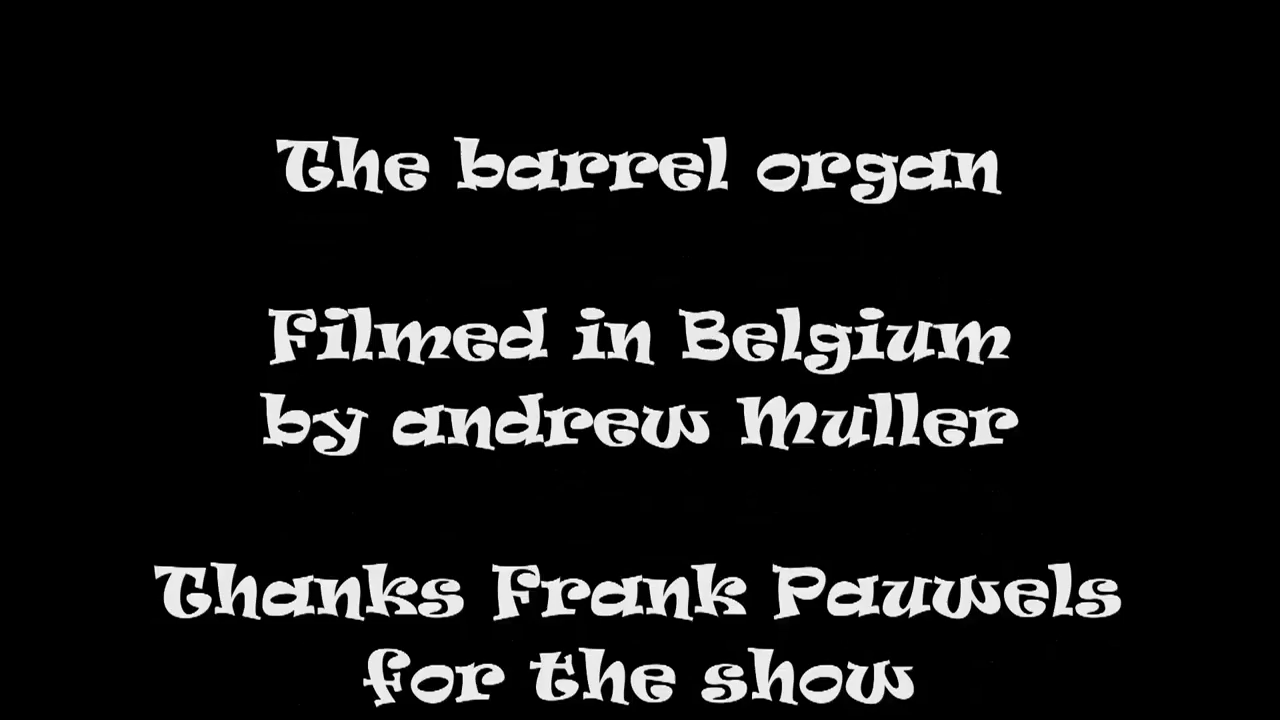 The barrel organ
Filmed in Belgium
by andrew Muller
Thanks Frank Pauwels
for the show